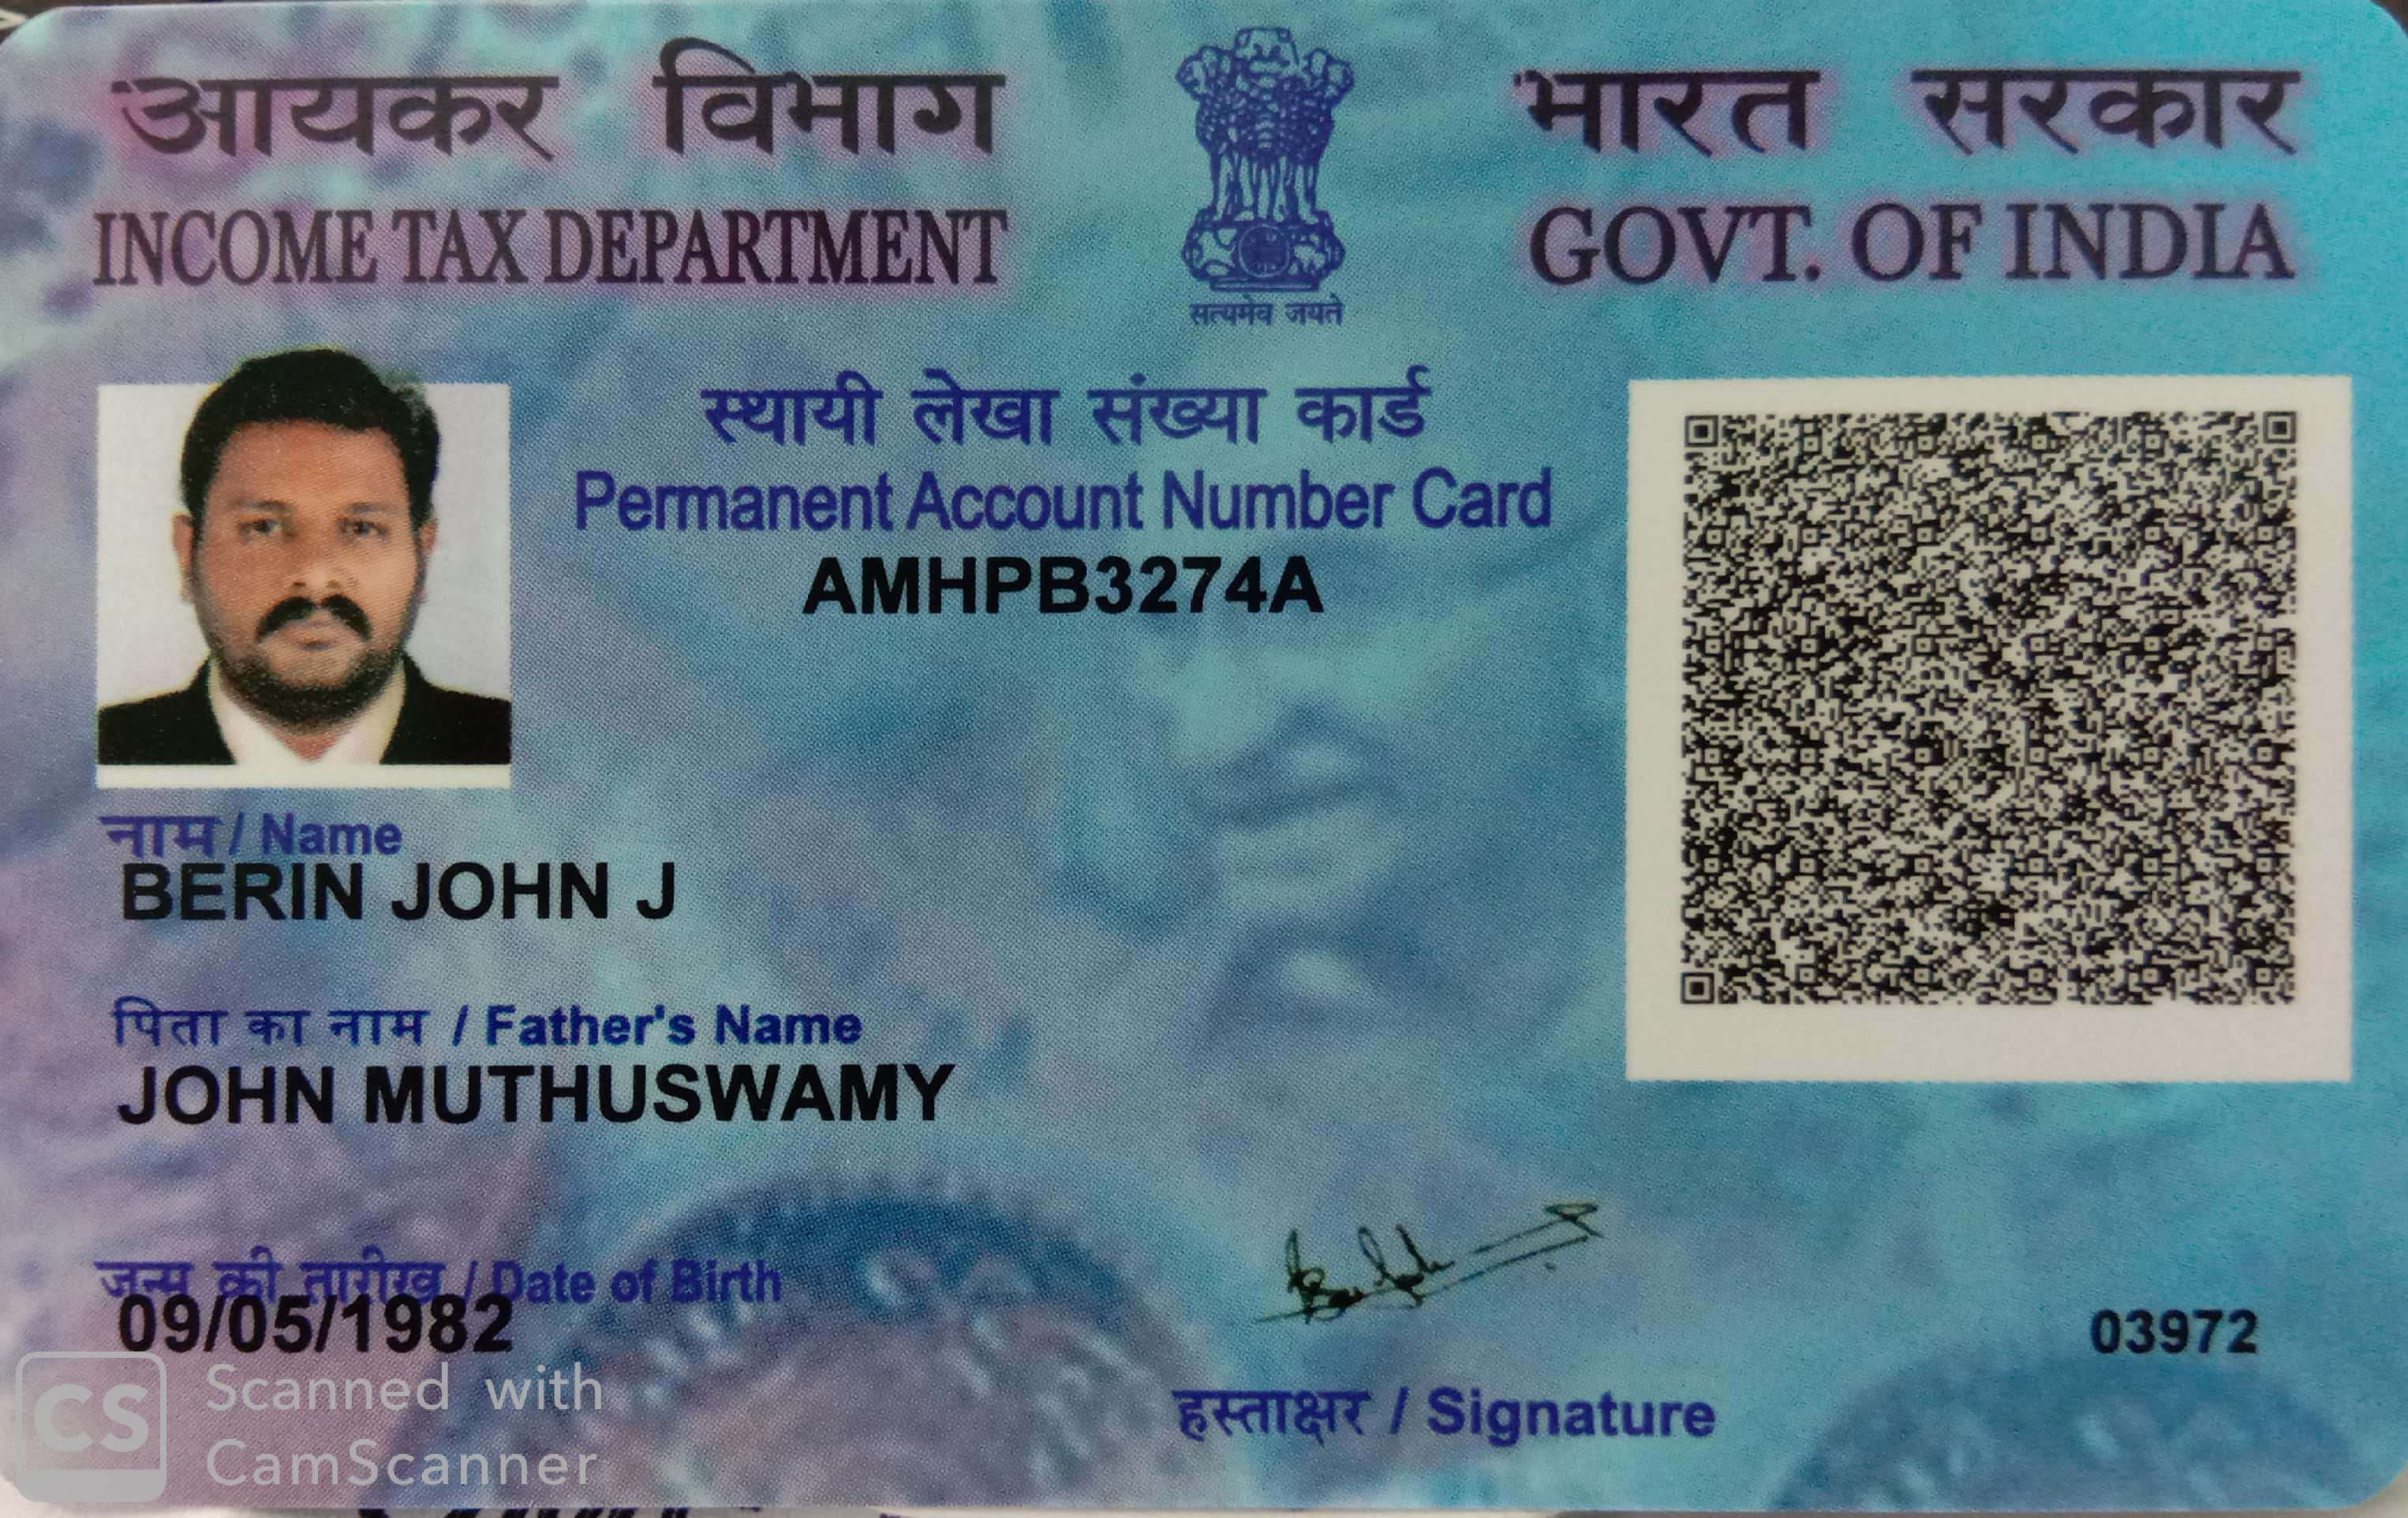 आयकर विभाग
INCOME TAX DEPARTMENT
सत्यमेव जयते
भारत सरकार
GOVT. OF INDIA
स्थायी लेखा संख्या कार्ड
Permanent Account Number Card
AMHPB3274A
नाम / Name
BERIN JOHN J
पिता का नाम / Father's Name
JOHN MUTHUSWAMY
जन्म की तारीख / Date of Birth
09/05/1982
हस्ताक्षर / Signature
03972
CS Scanned with
CamScanner